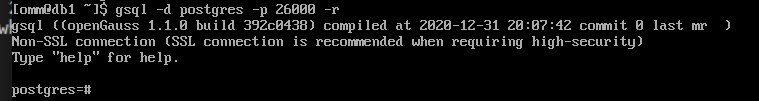 [omm@db1 ~]$ gsql -d postgres -p 26000 -r
gsql ((openGauss 1.1.0 build 392c0438) compiled at 2020-12-31 20:07:42 commit 0 last mr  )
Non-SSL connection (SSL connection is recommended when requiring high-security)
Type "help" for help.
postgres=#